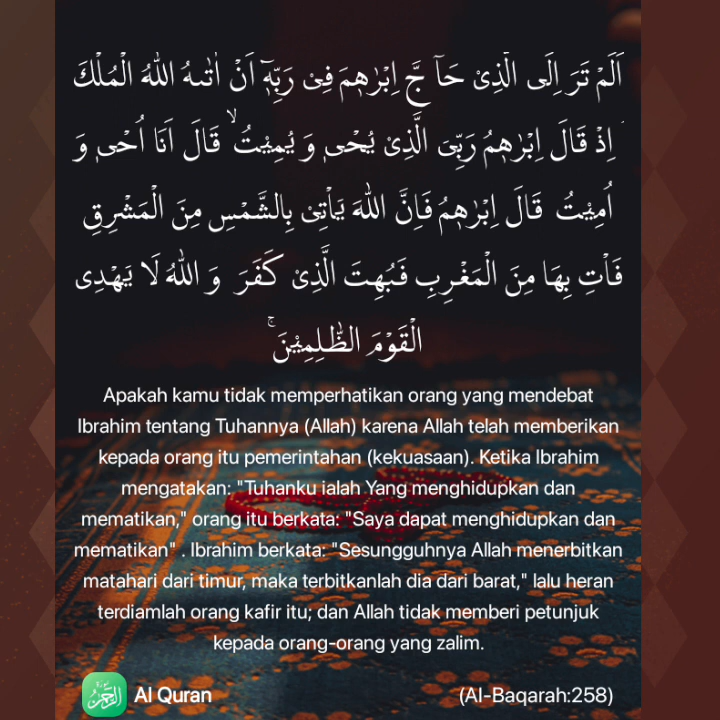 اَلَمْ تَرَ اِلَى الَّذِیْ حَآجَّ اِبْرٰهٖمَ فِیْ رَبِّهٖۤ اَنْ اٰتٰىهُ اللّٰهُ الْمُلْكَ
اِذْ قَالَ اِبْرٰهٖمُ رَبِّیَ الَّذِیْ یُحْیٖ وَ یُمِیْتُۙ قَالَ اَنَا اُحْیٖ وَ
اُمِیْتُ قَالَ اِبْرٰهٖمُ فَاِنَّ اللّٰهَ یَاْتِیْ بِالشَّمْسِ مِنَ الْمَشْرِقِ
فَاْتِ بِهَا مِنَ الْمَغْرِبِ فَبُهِتَ الَّذِیْ كَفَرَ وَ اللّٰهُ لَا یَهْدِی
الْقَوْمَ الظّٰلِمِیْنَۚ
Apakah kamu tidak memperhatikan orang yang mendebat
Ibrahim tentang Tuhannya (Allah) karena Allah telah memberikan
kepada orang itu pemerintahan (kekuasaan). Ketika Ibrahim
mengatakan: "Tuhanku ialah Yang menghidupkan dan
mematikan," orang itu berkata: "Saya dapat menghidupkan dan
mematikan" . Ibrahim berkata: "Sesungguhnya Allah menerbitkan
matahari dari timur, maka terbitkanlah dia dari barat," lalu heran
terdiamlah orang kafir itu; dan Allah tidak memberi petunjuk
kepada orang-orang yang zalim.
Al Quran
(Al-Baqarah:258)